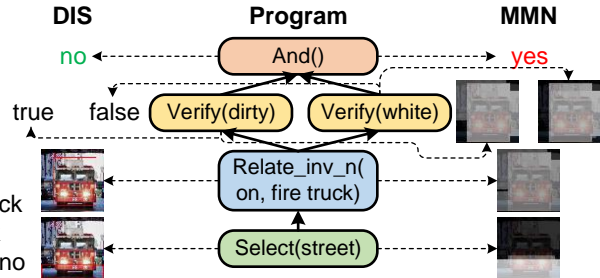 DIS Program MMN
no And() yes
true false Verify(dirty) Verify(white)
Relate_inv_n(
on, fire truck)
ck
Select(street)
no